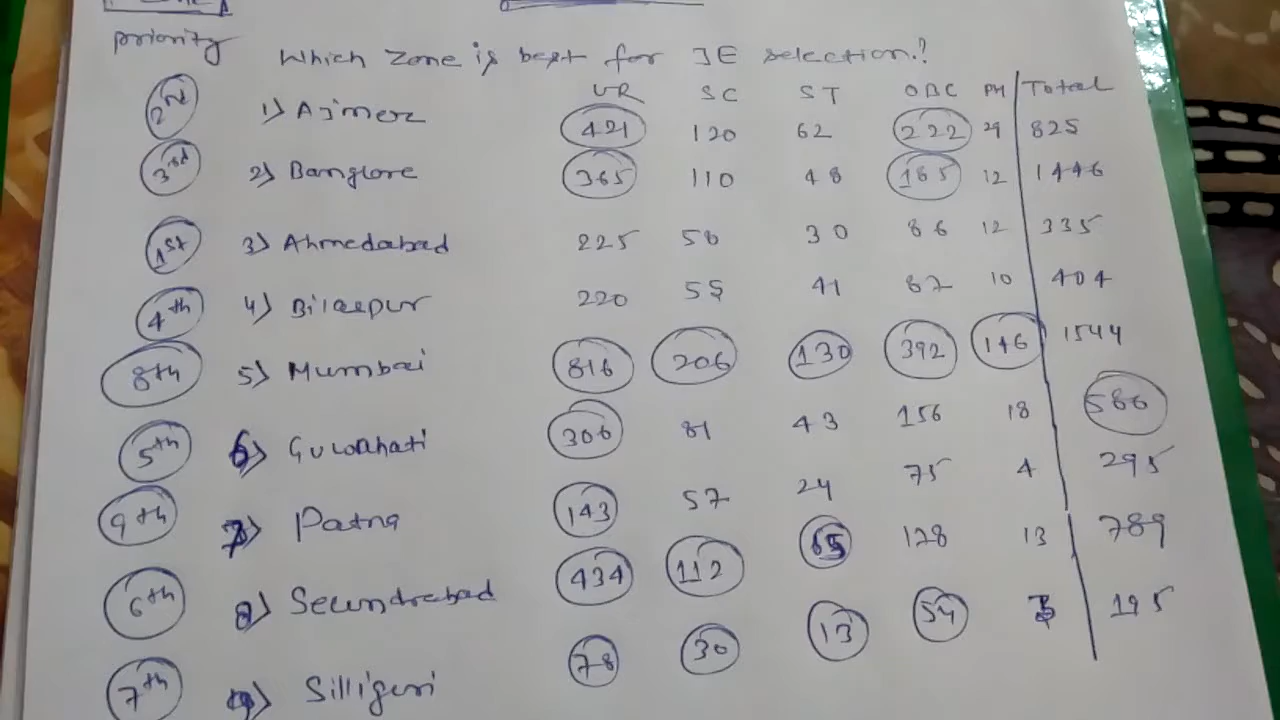 priority
Which zone is best for JE selection.?
UR SC ST OBC PH Total
2nd 1) Ajmer 421 120 62 222 29 825
3rd 2) Banglore 365 110 48 185 12 1446
1st 3) Ahmedabad 225 50 30 86 12 335
4th 4) Bilaspur 220 55 41 87 10 404
8th 5) Mumbai 816 206 130 392 146 1544
5th 6) Guwahati 306 81 43 156 18 586
9th 7) Patna 143 57 24 75 4 295
6th 8) Secundrabad 434 112 65 128 13 789
7th 9) Silliguri 78 30 13 54 195